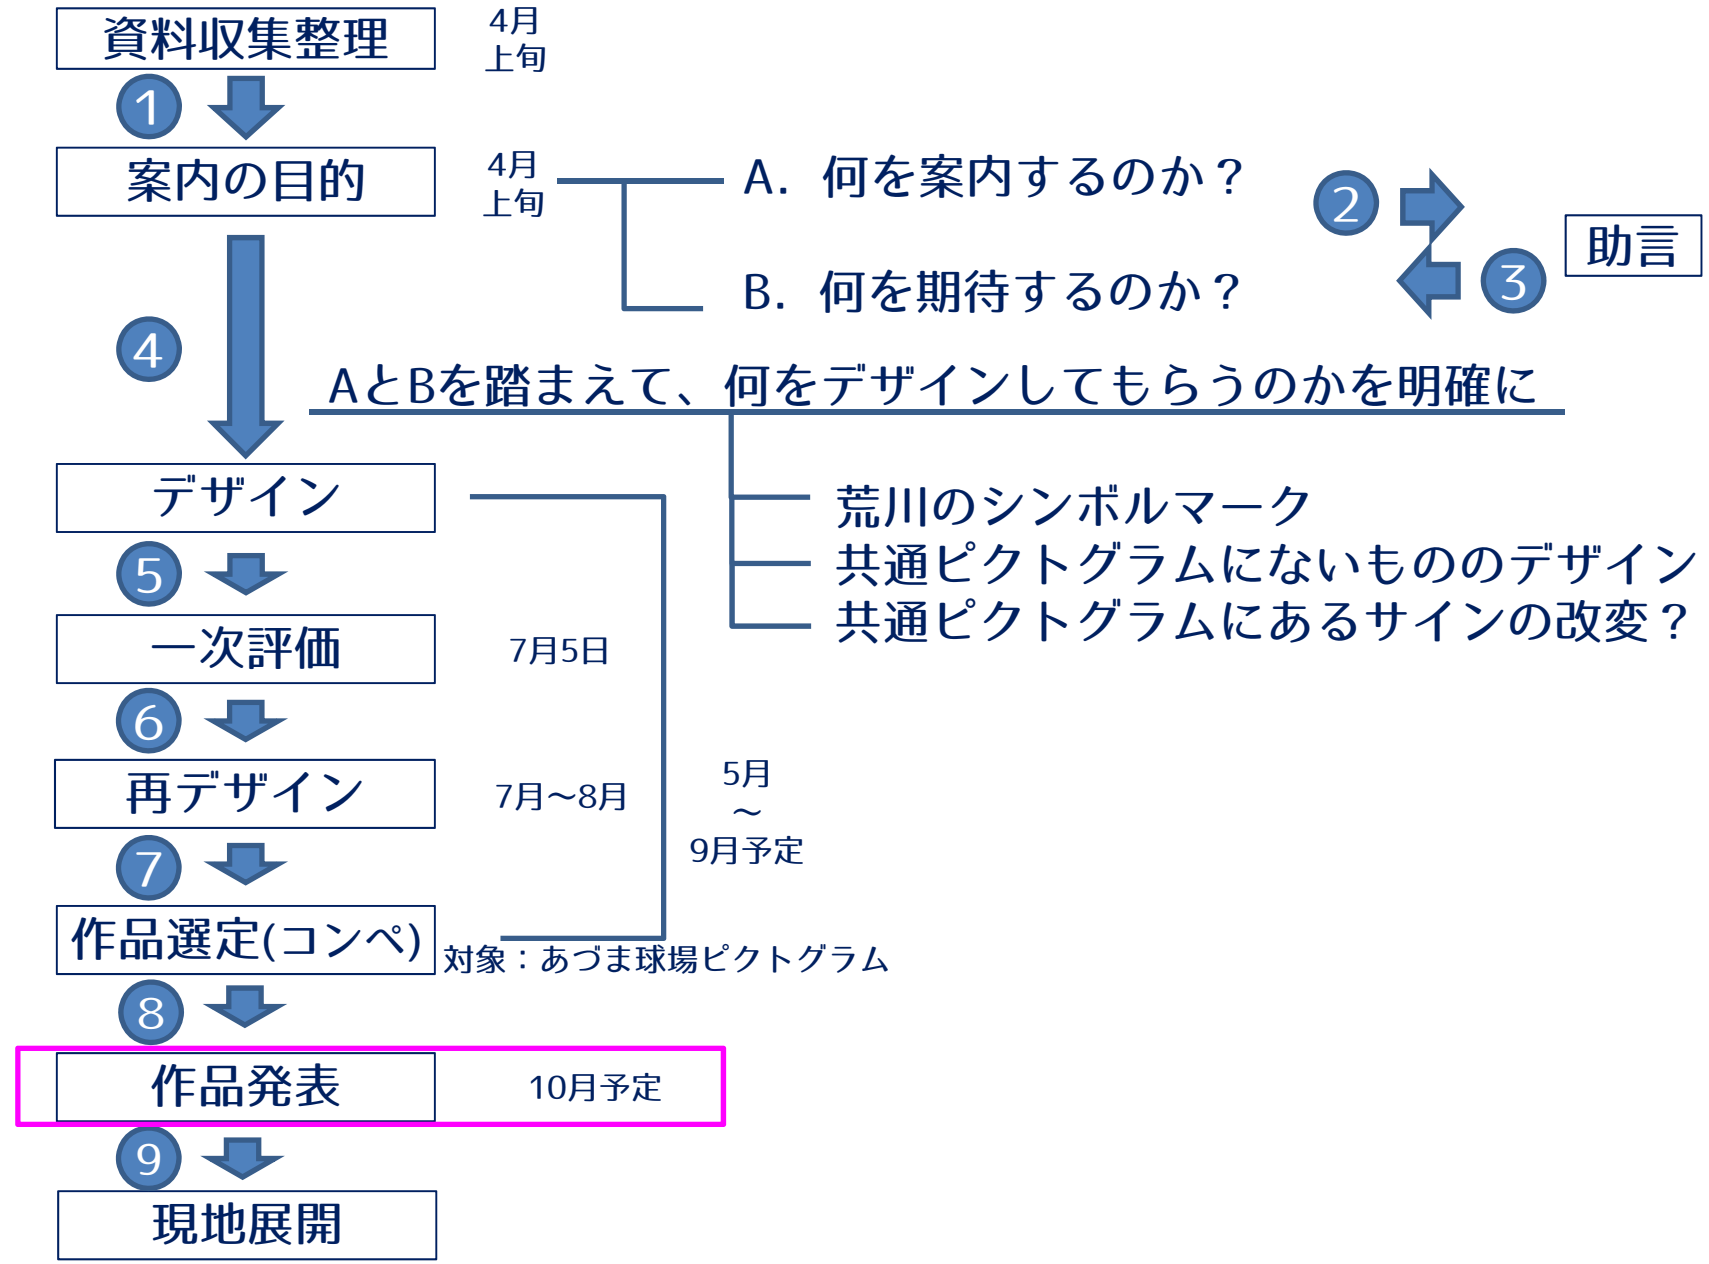 資料収集整理
4月
上旬
1
案内の目的
4月
上旬
A. 何を案内するのか？
2
助言
B. 何を期待するのか？
3
4
AとBを踏まえて、何をデザインしてもらうのかを明確に
デザイン
荒川のシンボルマーク
共通ピクトグラムにないもののデザイン
共通ピクトグラムにあるサインの改変？
5
一次評価
7月5日
6
再デザイン
7月～8月
5月
～
9月予定
7
作品選定(コンペ)
対象：あづま球場ピクトグラム
8
作品発表
10月予定
9
現地展開